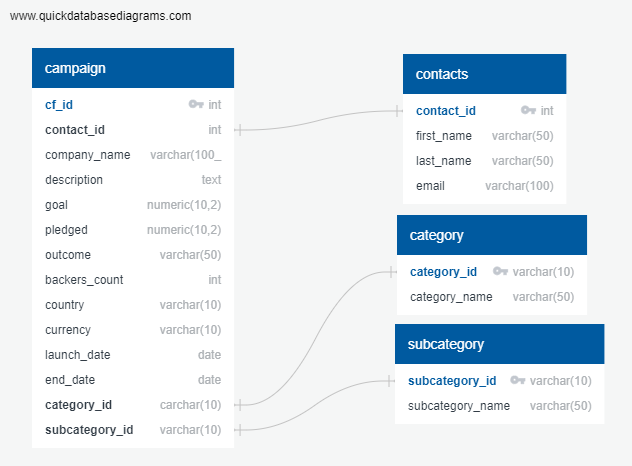 www.quickdatabasediagrams.com
campaign
cf_id int
contact_id int
company_name varchar(100_
description text
goal numeric(10,2)
pledged numeric(10,2)
outcome varchar(50)
backers_count int
country varchar(10)
currency varchar(10)
launch_date date
end_date date
category_id carchar(10)
subcategory_id varchar(10)
contacts
contact_id int
first_name varchar(50)
last_name varchar(50)
email varchar(100)
category
category_id varchar(10)
category_name varchar(50)
subcategory
subcategory_id varchar(10)
subcategory_name varchar(50)